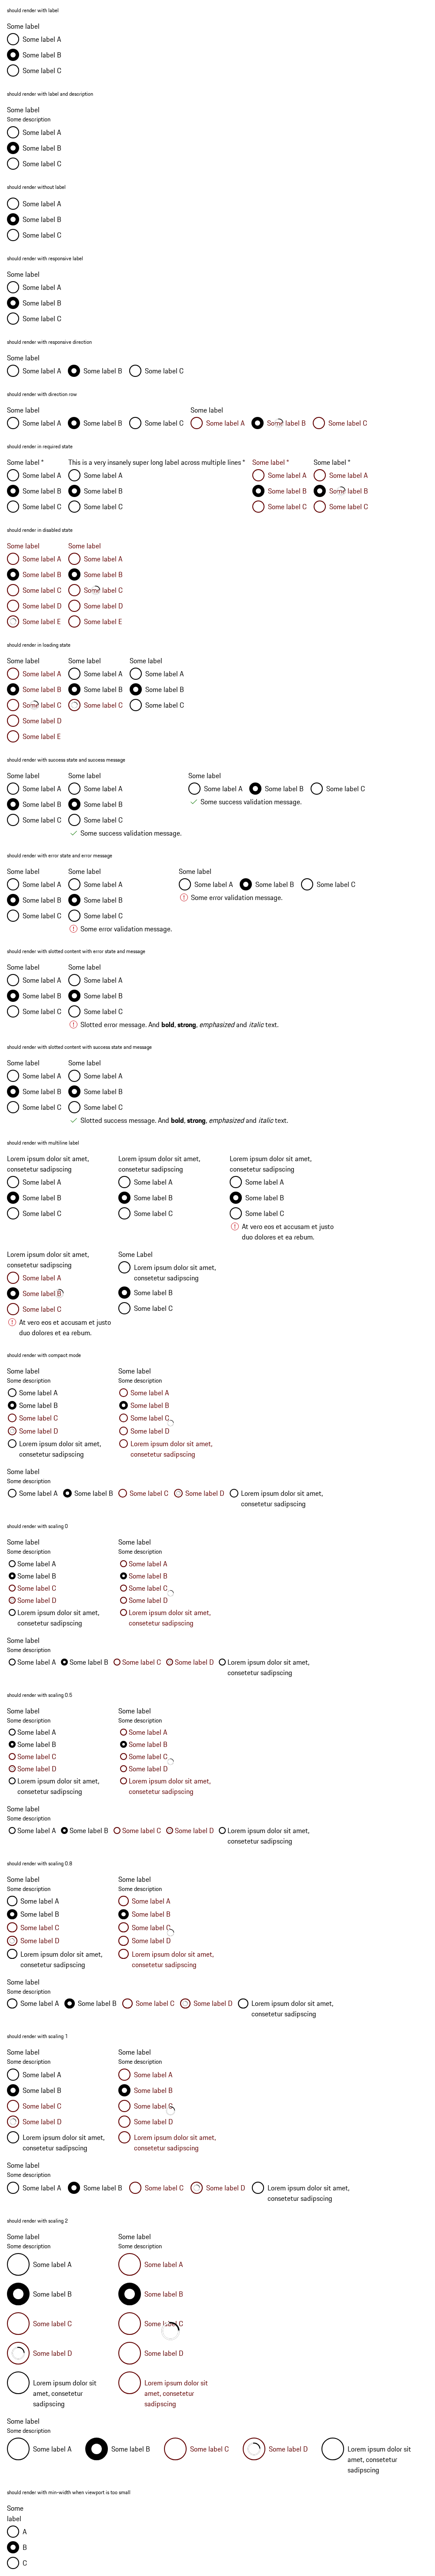 should render with label
Some label
Some label A
Some label B
Some label C
should render with label and description
Some label
Some description
Some label A
Some label B
Some label C
should render without label
Some label A
Some label B
Some label C
should render with responsive label
Some label
Some label A
Some label B
Some label C
should render with responsive direction
Some label
Some label A Some label B Some label C
should render with direction row
Some label Some label
Some label A Some label B Some label C Some label A Some label B Some label C
should render in required state
Some label * This is a very insanely super long label across multiple lines * Some label * Some label *
Some label A Some label A Some label A Some label A
Some label B Some label B Some label B Some label B
Some label C Some label C Some label C Some label C
should render in disabled state
Some label Some label
Some label A Some label A
Some label B Some label B
Some label C Some label C
Some label D Some label D
Some label E Some label E
should render in loading state
Some label Some label Some label
Some label A Some label A Some label A
Some label B Some label B Some label B
Some label C Some label C Some label C
Some label D
Some label E
should render with success state and success message
Some label Some label Some label
Some label A Some label A Some label A Some label B Some label C
Some label B Some label B Some success validation message.
Some label C Some label C
Some success validation message.
should render with error state and error message
Some label Some label Some label
Some label A Some label A Some label A Some label B Some label C
Some label B Some label B Some error validation message.
Some label C Some label C
Some error validation message.
should render with slotted content with error state and message
Some label Some label
Some label A Some label A
Some label B Some label B
Some label C Some label C
Slotted error message. And bold, strong, emphasized and italic text.
should render with slotted content with success state and message
Some label Some label
Some label A Some label A
Some label B Some label B
Some label C Some label C
Slotted success message. And bold, strong, emphasized and italic text.
should render with multiline label
Lorem ipsum dolor sit amet, Lorem ipsum dolor sit amet, Lorem ipsum dolor sit amet,
consetetur sadipscing consetetur sadipscing consetetur sadipscing
Some label A Some label A Some label A
Some label B Some label B Some label B
Some label C Some label C Some label C
At vero eos et accusam et justo
duo dolores et ea rebum.
Lorem ipsum dolor sit amet, Some Label
consetetur sadipscing Lorem ipsum dolor sit amet,
Some label A consetetur sadipscing
Some label B Some label B
Some label C Some label C
At vero eos et accusam et justo
duo dolores et ea rebum.
should render with compact mode
Some label Some label
Some description Some description
Some label A Some label A
Some label B Some label B
Some label C Some label C
Some label D Some label D
Lorem ipsum dolor sit amet, Lorem ipsum dolor sit amet,
consetetur sadipscing consetetur sadipscing
Some label
Some description
Some label A Some label B Some label C Some label D Lorem ipsum dolor sit amet,
consetetur sadipscing
should render with scaling 0
Some label Some label
Some description Some description
Some label A Some label A
Some label B Some label B
Some label C Some label C
Some label D Some label D
Lorem ipsum dolor sit amet, Lorem ipsum dolor sit amet,
consetetur sadipscing consetetur sadipscing
Some label
Some description
Some label A Some label B Some label C Some label D Lorem ipsum dolor sit amet,
consetetur sadipscing
should render with scaling 0.5
Some label Some label
Some description Some description
Some label A Some label A
Some label B Some label B
Some label C Some label C
Some label D Some label D
Lorem ipsum dolor sit amet, Lorem ipsum dolor sit amet,
consetetur sadipscing consetetur sadipscing
Some label
Some description
Some label A Some label B Some label C Some label D Lorem ipsum dolor sit amet,
consetetur sadipscing
should render with scaling 0.8
Some label Some label
Some description Some description
Some label A Some label A
Some label B Some label B
Some label C Some label C
Some label D Some label D
Lorem ipsum dolor sit amet, Lorem ipsum dolor sit amet,
consetetur sadipscing consetetur sadipscing
Some label
Some description
Some label A Some label B Some label C Some label D Lorem ipsum dolor sit amet,
consetetur sadipscing
should render with scaling 1
Some label Some label
Some description Some description
Some label A Some label A
Some label B Some label B
Some label C Some label C
Some label D Some label D
Lorem ipsum dolor sit amet, Lorem ipsum dolor sit amet,
consetetur sadipscing consetetur sadipscing
Some label
Some description
Some label A Some label B Some label C Some label D Lorem ipsum dolor sit amet,
consetetur sadipscing
should render with scaling 2
Some label Some label
Some description Some description
Some label A Some label A
Some label B Some label B
Some label C Some label C
Some label D Some label D
Lorem ipsum dolor sit Lorem ipsum dolor sit
amet, consetetur amet, consetetur
sadipscing sadipscing
Some label
Some description
Some label A Some label B Some label C Some label D Lorem ipsum dolor sit
amet, consetetur
sadipscing
should render with min-width when viewport is too small
Some
label
A
B
C